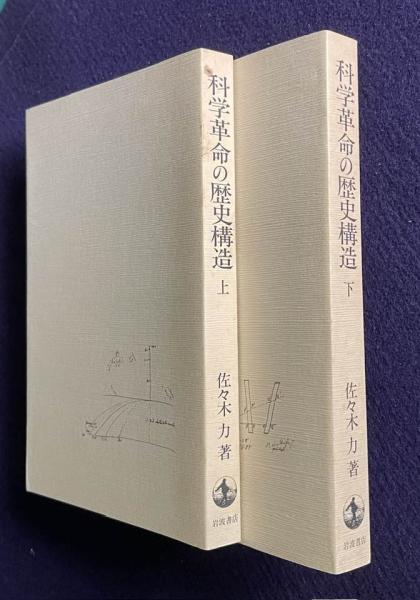 科学革命の歴史構造 上
佐々木 力 著
岩波書店
科学革命の歴史構造 下
佐々木 力 著
岩波書店